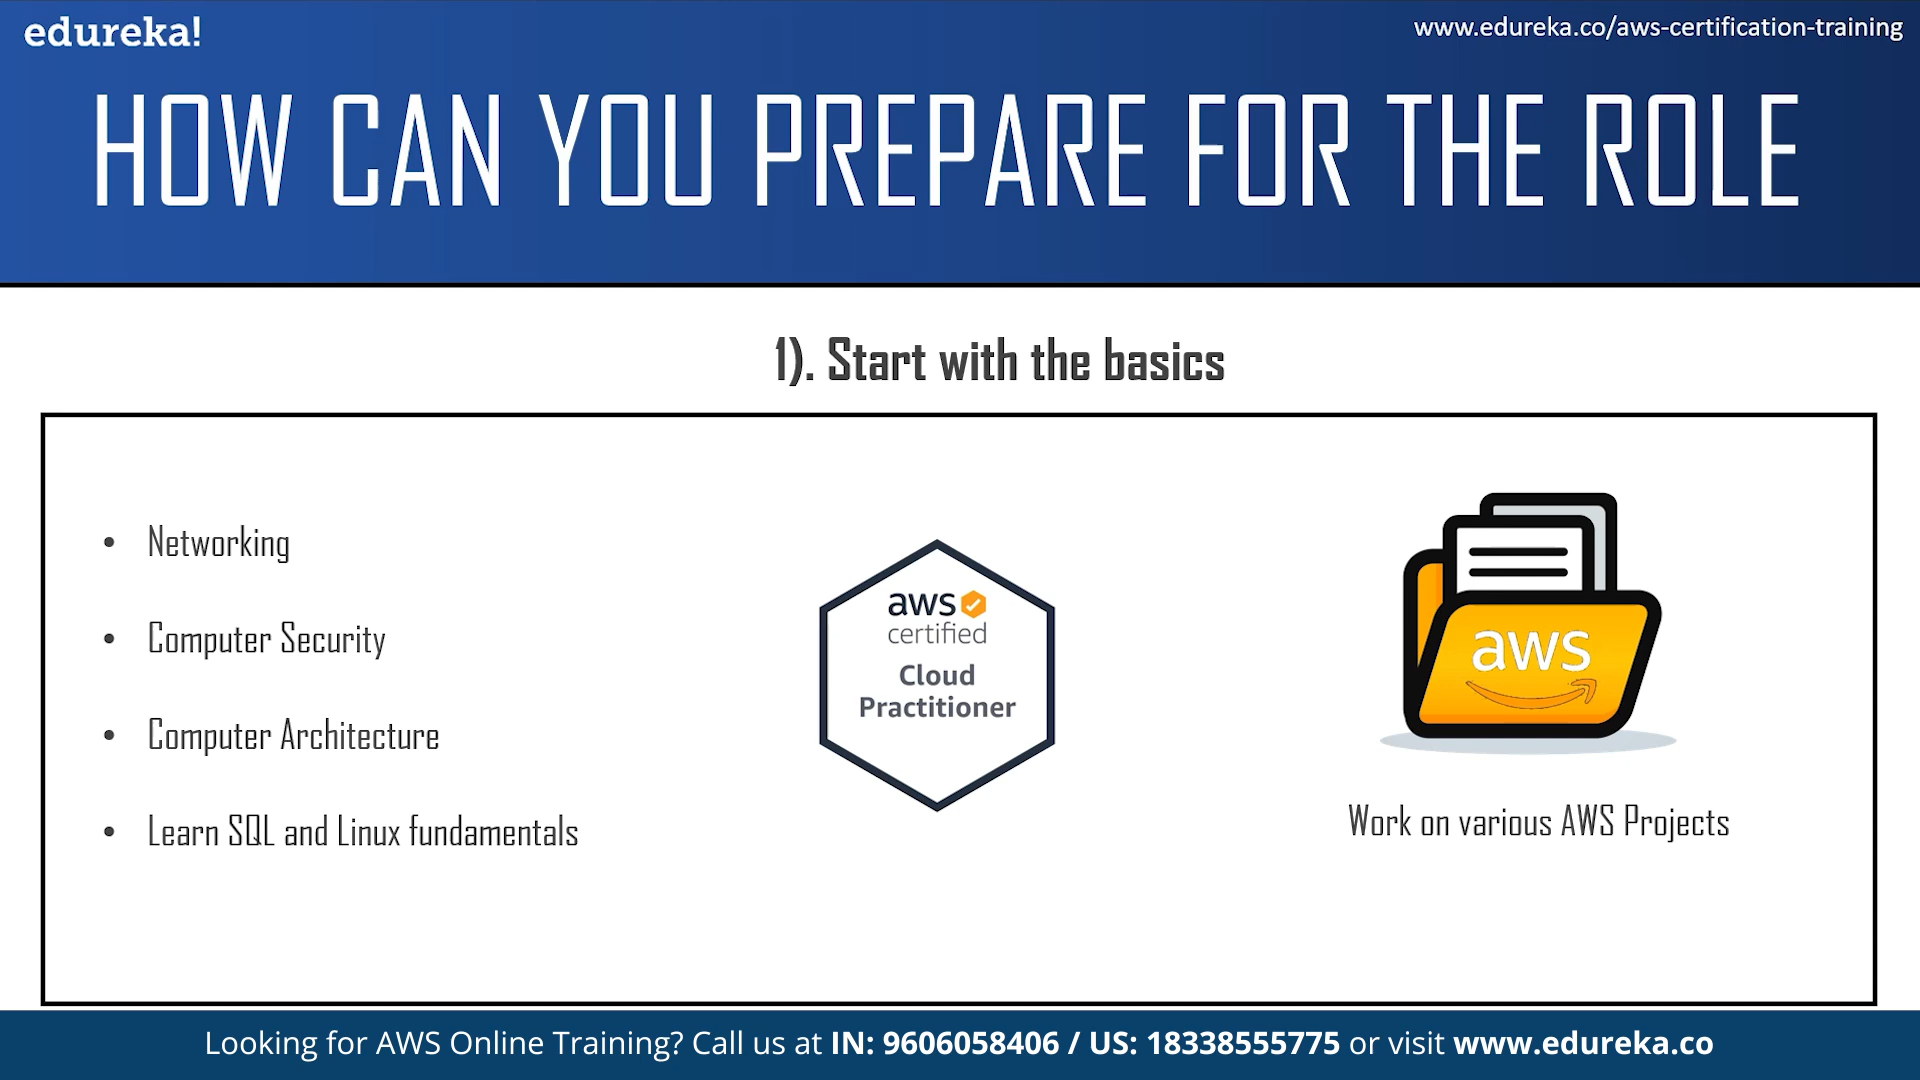 edureka!
www.edureka.co/aws-certification-training
HOW CAN YOU PREPARE FOR THE ROLE
1). Start with the basics
• Networking
• Computer Security
• Computer Architecture
• Learn SQL and Linux fundamentals
aws
certified
Cloud
Practitioner
aws
Work on various AWS Projects
Looking for AWS Online Training? Call us at IN: 9606058406 / US: 18338555775 or visit www.edureka.co